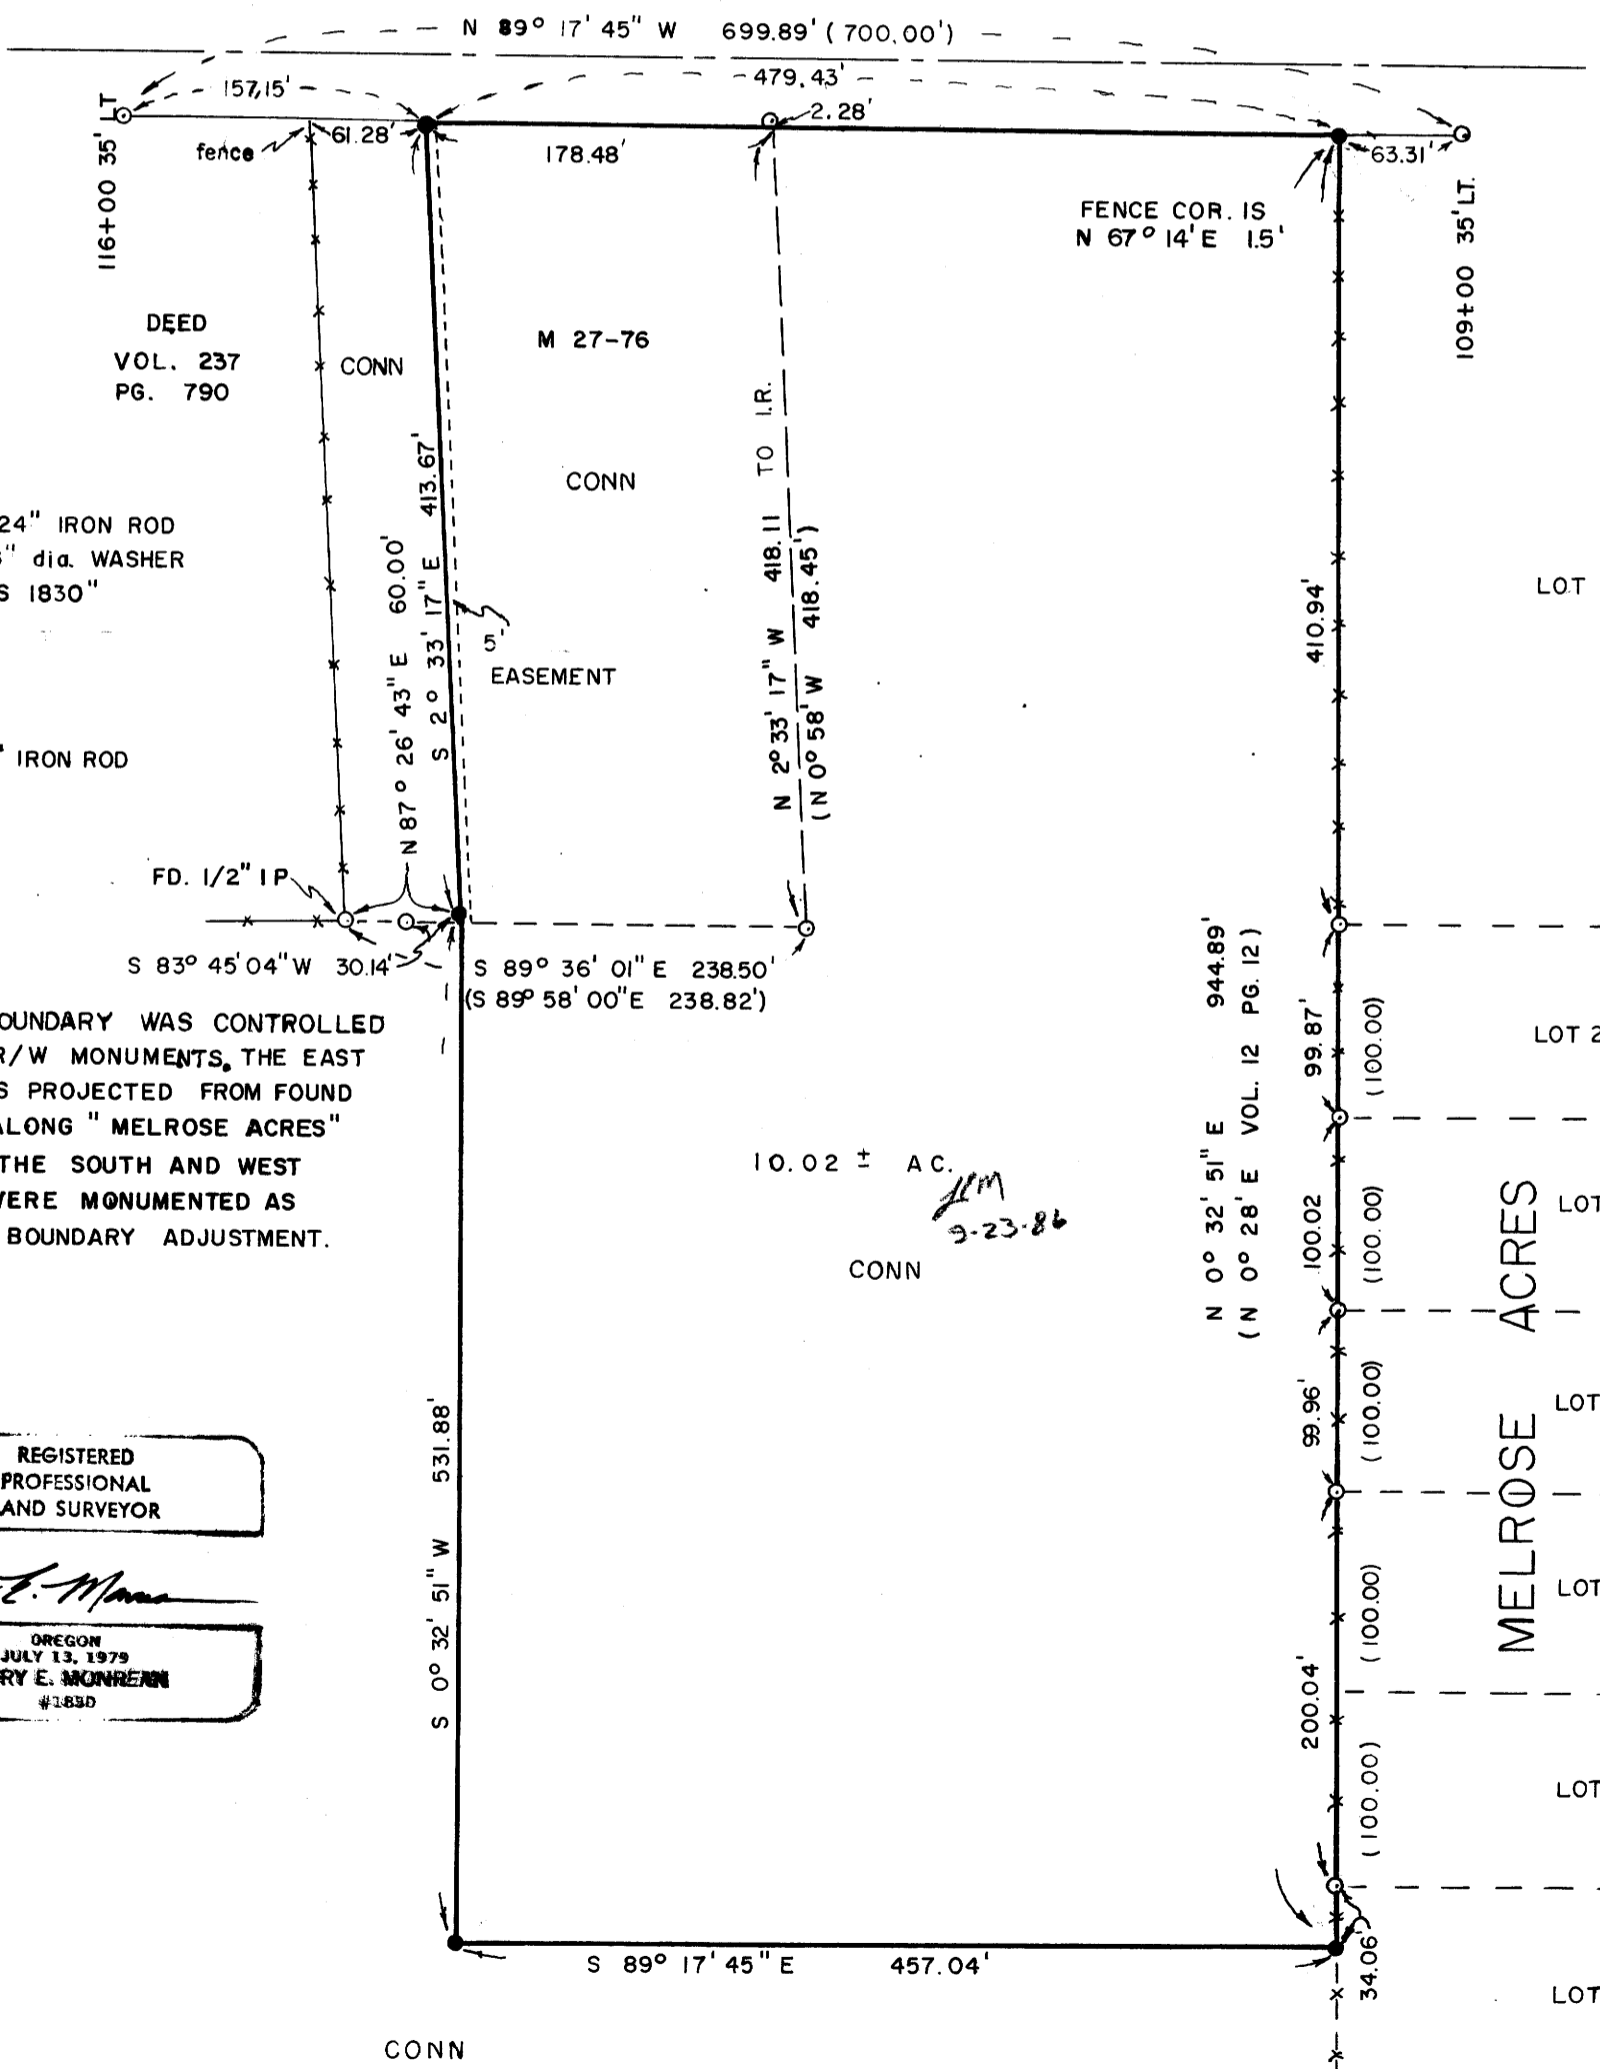 N 89° 17' 45" W 699.89' ( 700.00')
157.15'
479.43'
2.28'
61.28'
fence
178.48'
63.31'
116+00 35' LT
109+00 35' LT.
FENCE COR. IS
N 67° 14' E 1.5'
DEED
VOL. 237
PG. 790
CONN
M 27-76
CONN
24" IRON ROD
" dia. WASHER
S 1830"
IRON ROD
N 87° 26' 43" E 60.00'
S 2° 33' 17" E 413.67'
5'
EASEMENT
N 2° 33' 17" W 418.11 TO I.R.
(N 0° 58' W 418.45')
410.94'
LOT
FD. 1/2" I P
S 83° 45' 04" W 30.14'
S 89° 36' 01" E 238.50'
(S 89° 58' 00" E 238.82')
OUNDARY WAS CONTROLLED
R/W MONUMENTS. THE EAST
S PROJECTED FROM FOUND
ALONG " MELROSE ACRES"
THE SOUTH AND WEST
WERE MONUMENTED AS
BOUNDARY ADJUSTMENT.
10.02 ± AC.
9-23-86
CONN
N 0° 32' 51" E 944.89'
(N 0° 28' E VOL. 12 PG. 12)
99.87'
(100.00)
LOT 2
100.02
(100.00)
LOT
99.96'
(100.00)
LOT
MELROSE ACRES
(100.00)
LOT
200.04'
(100.00)
LOT
34.06'
LOT
S 0° 32' 51" W 531.88'
REGISTERED
PROFESSIONAL
AND SURVEYOR
OREGON
JULY 13, 1979
RY E. MONREAN
#1830
S 89° 17' 45" E 457.04'
CONN